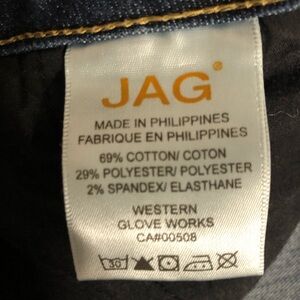 JAG®
MADE IN PHILIPPINES
FABRIQUE EN PHILIPPINES
69% COTTON/ COTON
29% POLYESTER/ POLYESTER
2% SPANDEX/ ELASTHANE
WESTERN
GLOVE WORKS
CA#00508
30